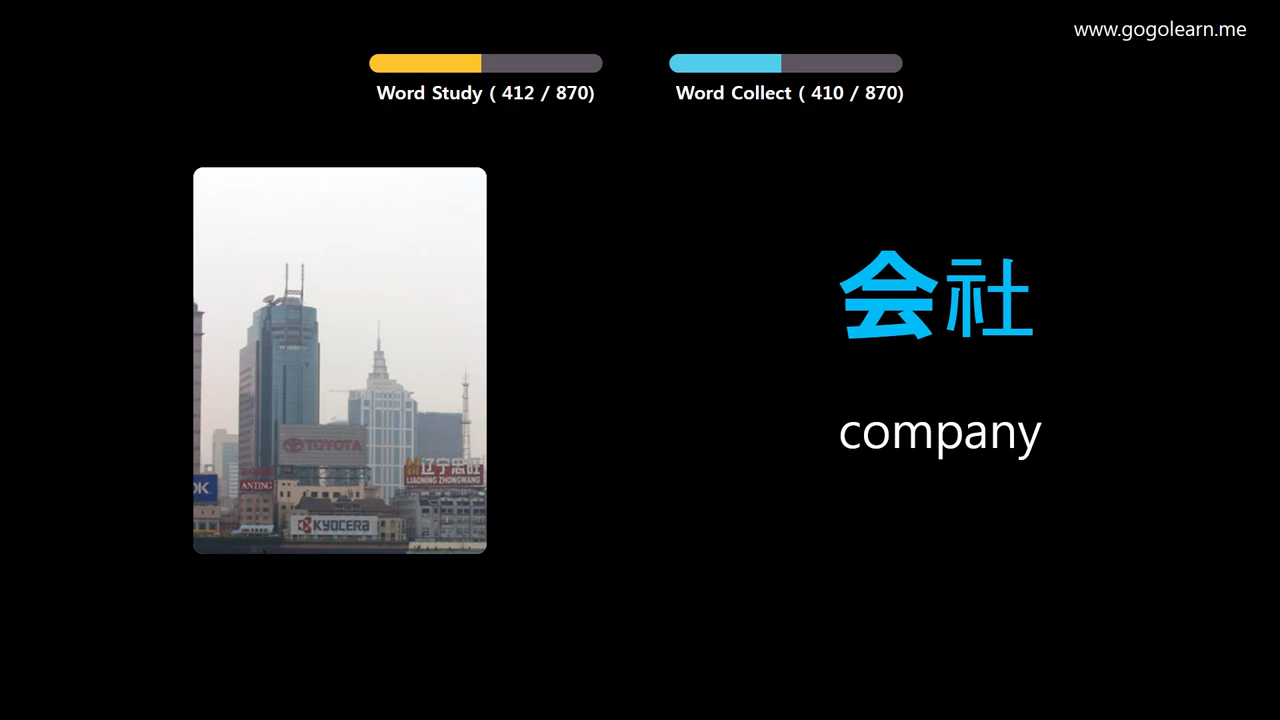 www.gogolearn.me
Word Study ( 412 / 870)
Word Collect ( 410 / 870)
会社
company
TOYOTA
辽宁忠旺
LIAONING ZHONGWANG
OK
ANTING
KYOCERA